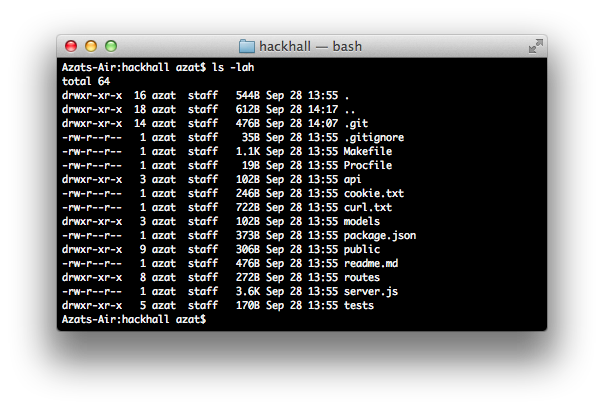 hackhall — bash
Azats-Air:hackhall azat$ ls -lah
total 64
drwxr-xr-x  16 azat  staff   544B Sep 28 13:55 .
drwxr-xr-x  18 azat  staff   612B Sep 28 14:17 ..
drwxr-xr-x  14 azat  staff   476B Sep 28 14:07 .git
-rw-r--r--   1 azat  staff    35B Sep 28 13:55 .gitignore
-rw-r--r--   1 azat  staff   1.1K Sep 28 13:55 Makefile
-rw-r--r--   1 azat  staff    19B Sep 28 13:55 Procfile
drwxr-xr-x   3 azat  staff   102B Sep 28 13:55 api
-rw-r--r--   1 azat  staff   246B Sep 28 13:55 cookie.txt
-rw-r--r--   1 azat  staff   722B Sep 28 13:55 curl.txt
drwxr-xr-x   3 azat  staff   102B Sep 28 13:55 models
-rw-r--r--   1 azat  staff   373B Sep 28 13:55 package.json
drwxr-xr-x   9 azat  staff   306B Sep 28 13:55 public
-rw-r--r--   1 azat  staff   476B Sep 28 13:55 readme.md
drwxr-xr-x   8 azat  staff   272B Sep 28 13:55 routes
-rw-r--r--   1 azat  staff   3.6K Sep 28 13:55 server.js
drwxr-xr-x   5 azat  staff   170B Sep 28 13:55 tests
Azats-Air:hackhall azat$